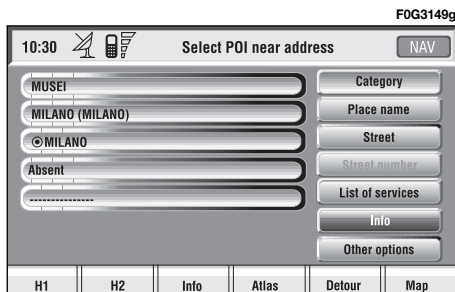 F0G3149g
10:30 Select POI near address NAV
MUSEI Category
MILANO (MILANO) Place name
MILANO Street
Absent Street number
--------------- List of services
Info
Other options
H1 H2 Info Atlas Detour Map